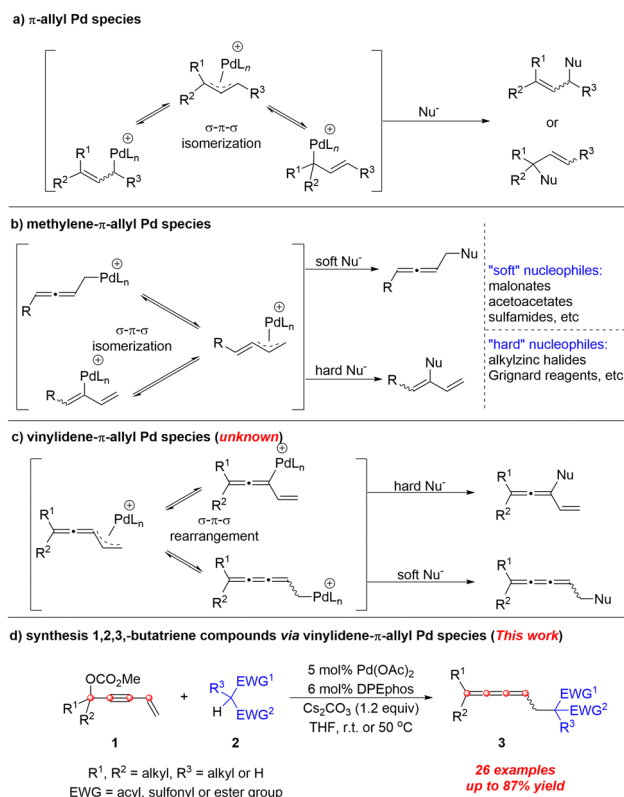 a) π-allyl Pd species
⊕
PdLn
R1
R2
R3
Nu-
σ-π-σ
isomerization
⊕
PdLn
R1
R2
R3
⊕
PdLn
R1
R2
R3
Nu
R1
R2
R3
or
R1
R2
Nu
R3
b) methylene-π-allyl Pd species
⊕
PdLn
R
σ-π-σ
isomerization
⊕
PdLn
R
⊕
PdLn
R
soft Nu-
Nu
R
hard Nu-
Nu
R
"soft" nucleophiles:
malonates
acetoacetates
sulfamides, etc
"hard" nucleophiles:
alkylzinc halides
Grignard reagents, etc
c) vinylidene-π-allyl Pd species (unknown)
⊕
PdLn
R1
R2
⊕
PdLn
R1
R2
σ-π-σ
rearrangement
R1
R2
⊕
PdLn
hard Nu-
R1
R2
Nu
soft Nu-
R1
R2
Nu
d) synthesis 1,2,3,-butatriene compounds via vinylidene-π-allyl Pd species (This work)
OCO2Me
R1
R2
1
+
R3
EWG1
H
EWG2
2
5 mol% Pd(OAc)2
6 mol% DPEphos
Cs2CO3 (1.2 equiv)
THF, r.t. or 50 oC
R1
R2
EWG1
EWG2
R3
3
R1, R2 = alkyl, R3 = alkyl or H
EWG = acyl, sulfonyl or ester group
26 examples
up to 87% yield